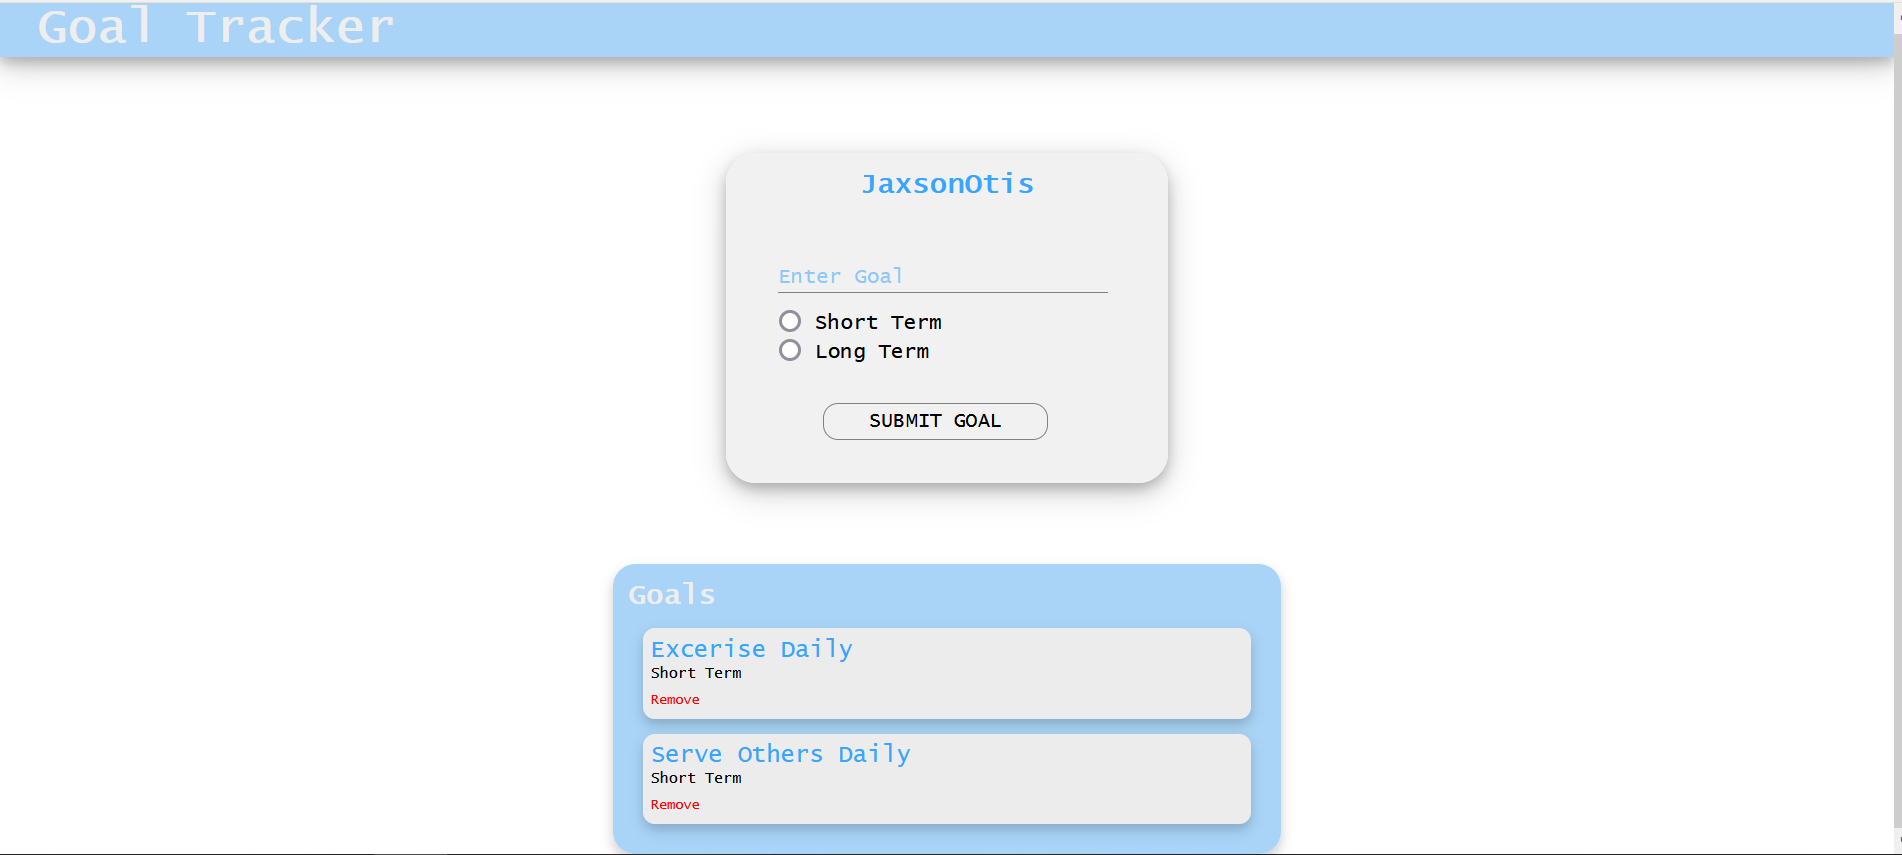 Goal Tracker
JaxsonOtis
Enter Goal
Short Term
Long Term
SUBMIT GOAL
Goals
Excerise Daily
Short Term
Remove
Serve Others Daily
Short Term
Remove